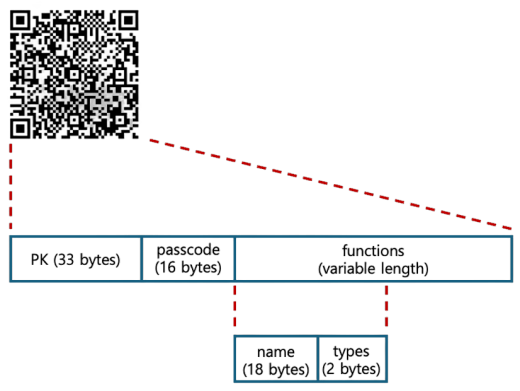 PK (33 bytes)
passcode
(16 bytes)
functions
(variable length)
name
(18 bytes)
types
(2 bytes)